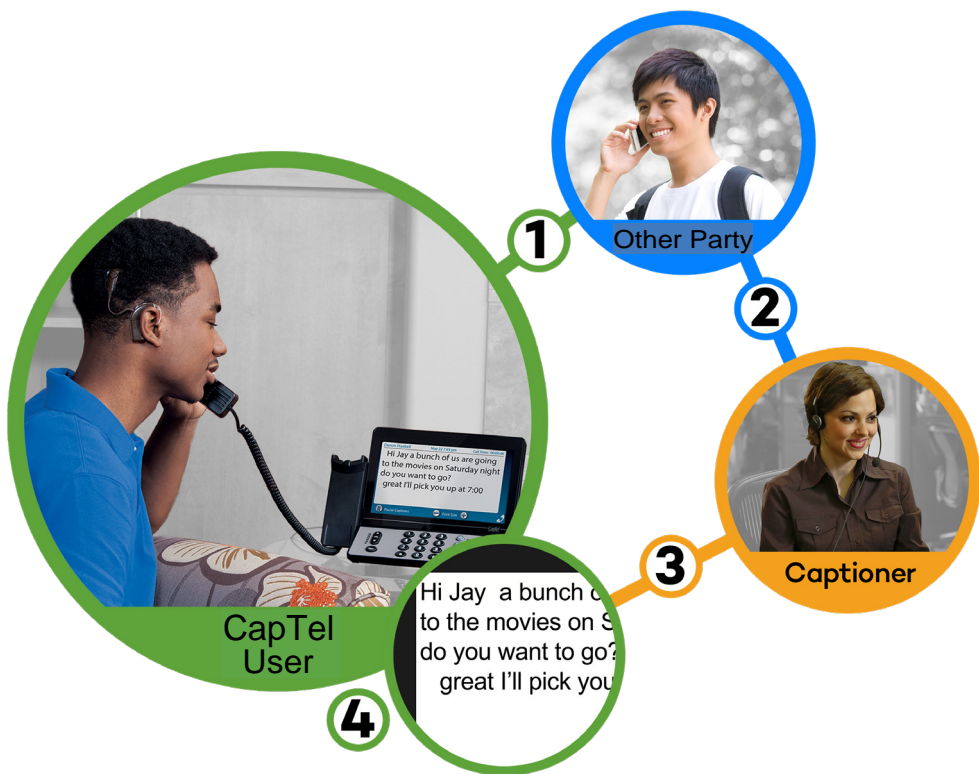 1
Other Party
2
Hi Jay a bunch of us are going
to the movies on Saturday night
do you want to go?
great I'll pick you up at 7:00
3
Captioner
CapTel
User
Hi Jay a bunch
to the movies on S
do you want to go?
great I'll pick you
4